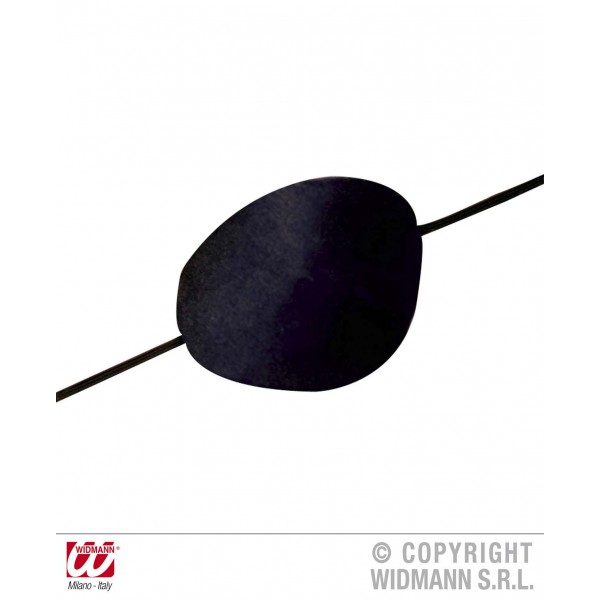 WIDMANN®
Milano - Italy
© COPYRIGHT
WIDMANN S.R.L.